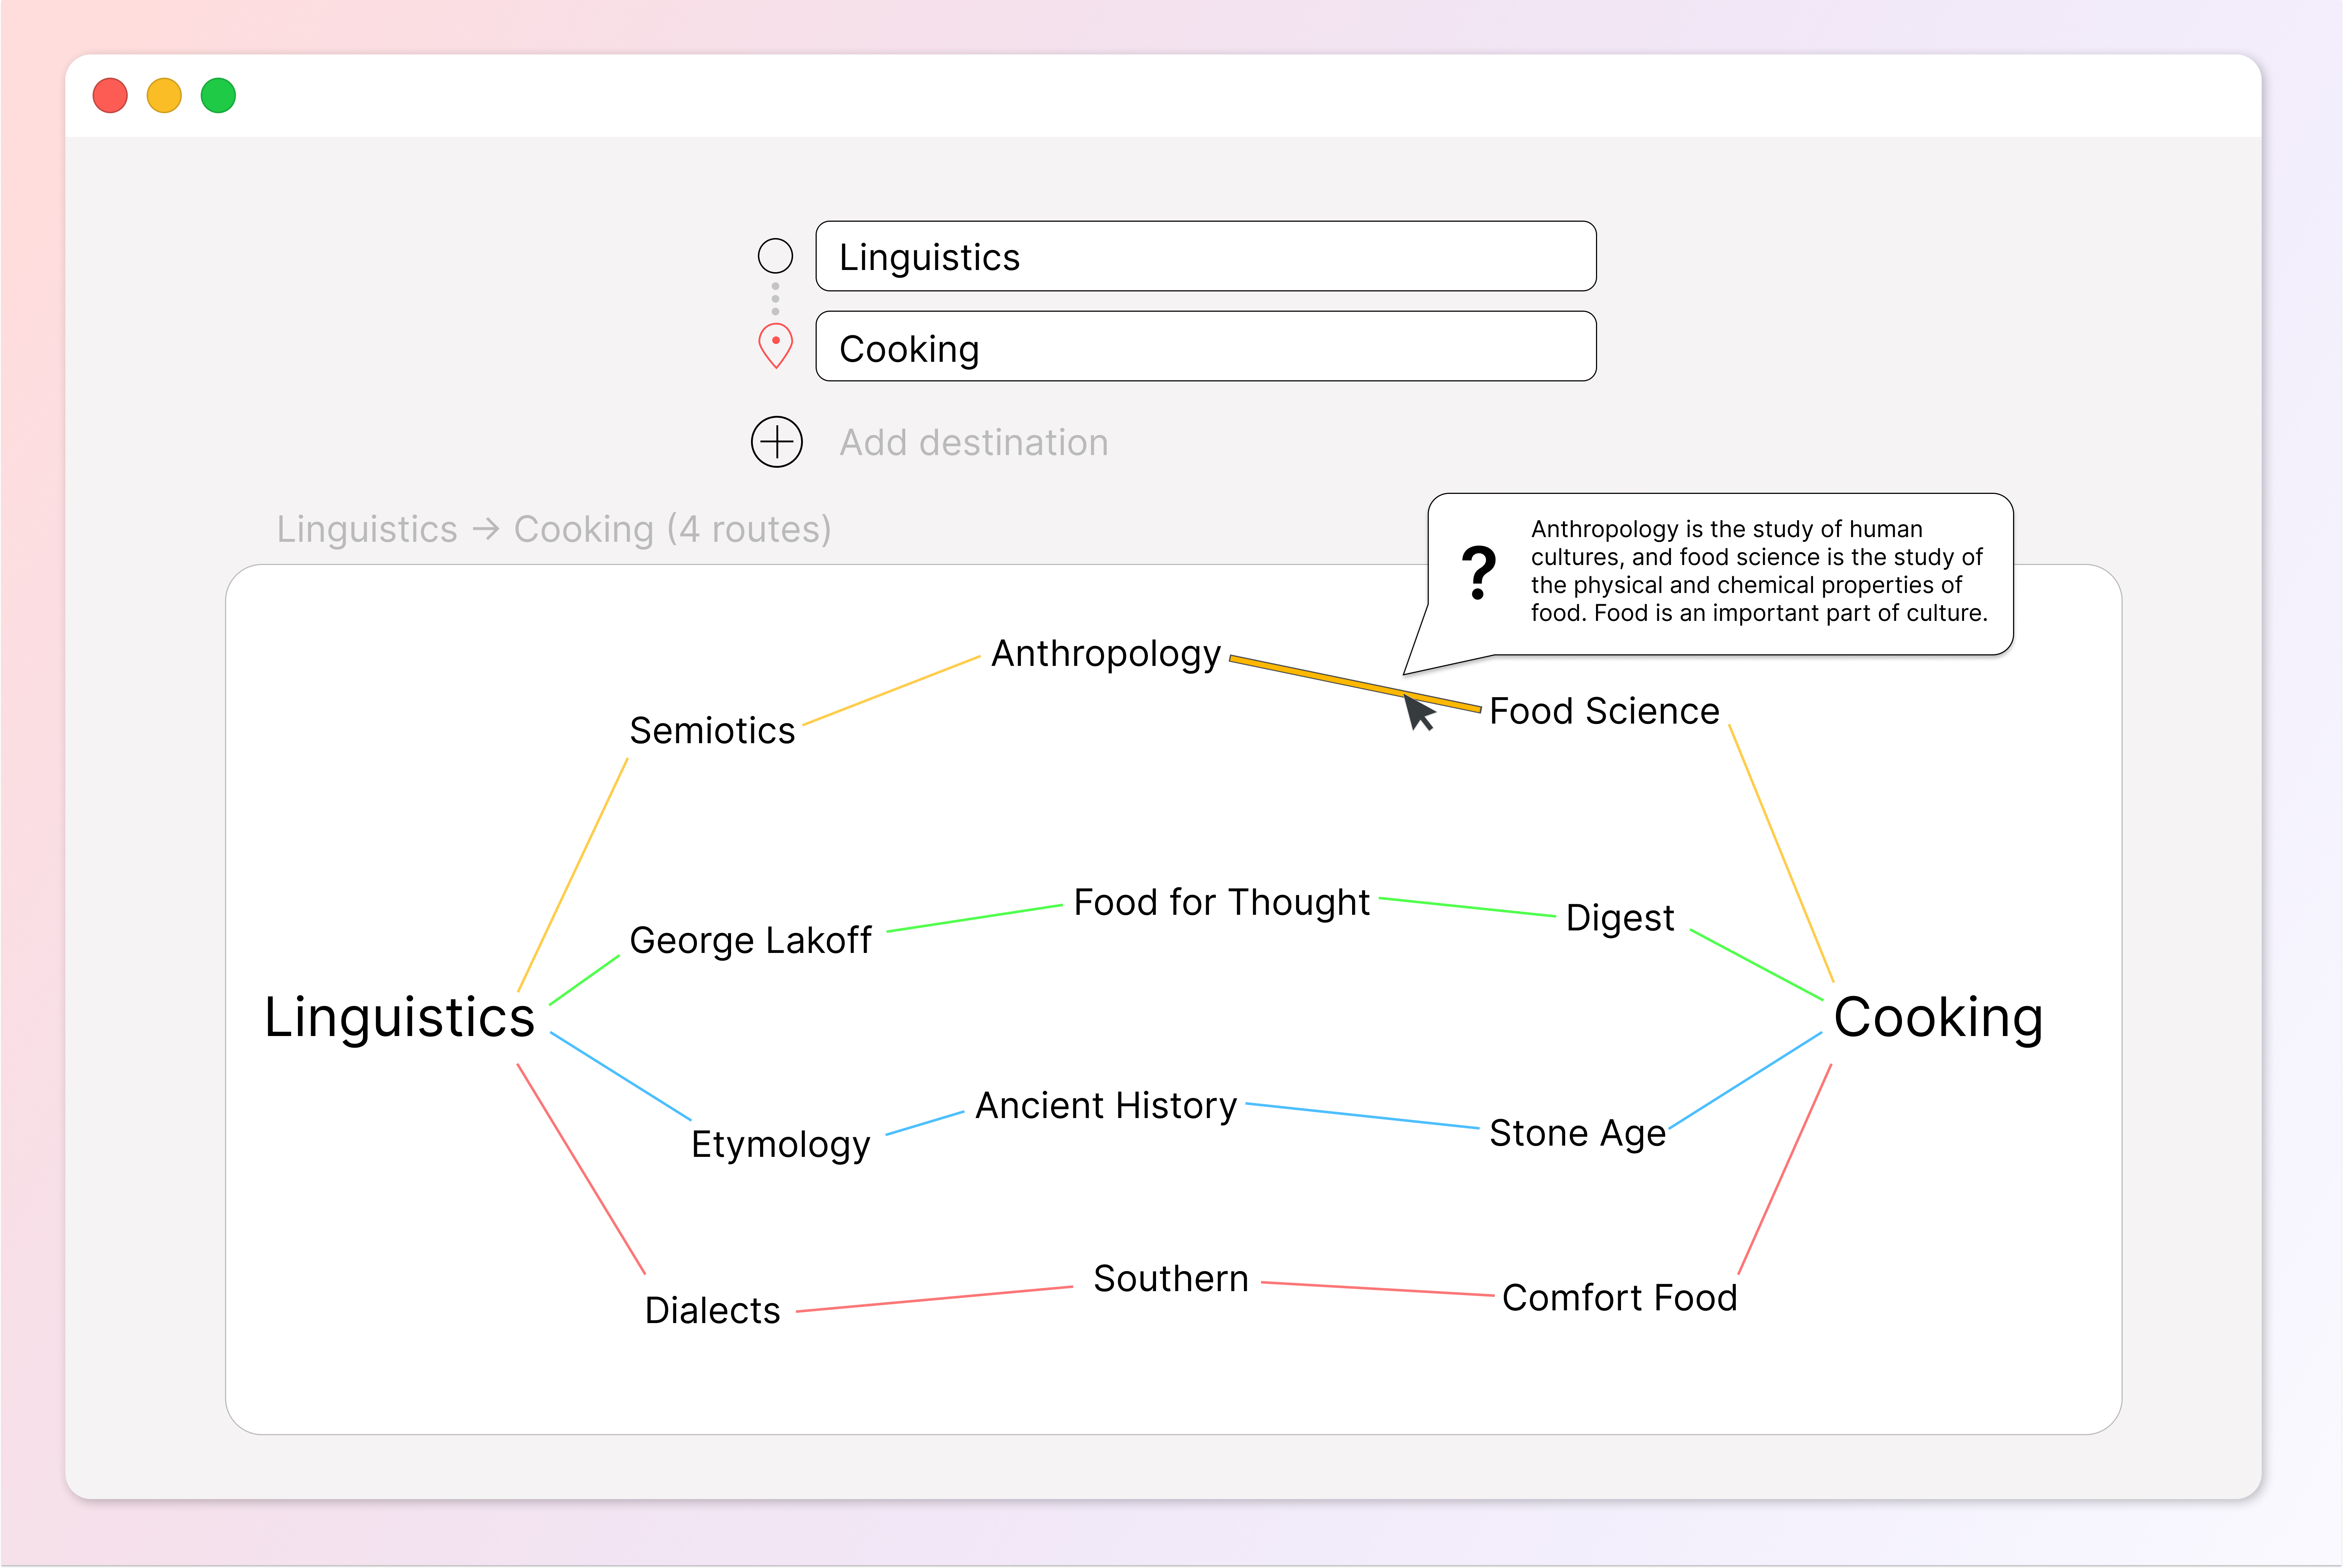 Linguistics
Cooking
Add destination
Linguistics → Cooking (4 routes)
?
Anthropology is the study of human
cultures, and food science is the study of
the physical and chemical properties of
food. Food is an important part of culture.
Anthropology
Food Science
Semiotics
Food for Thought
Digest
George Lakoff
Linguistics
Cooking
Ancient History
Stone Age
Etymology
Southern
Comfort Food
Dialects